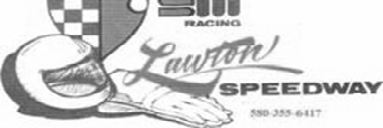 RACING
Lawton
SPEEDWAY
580-355-6417